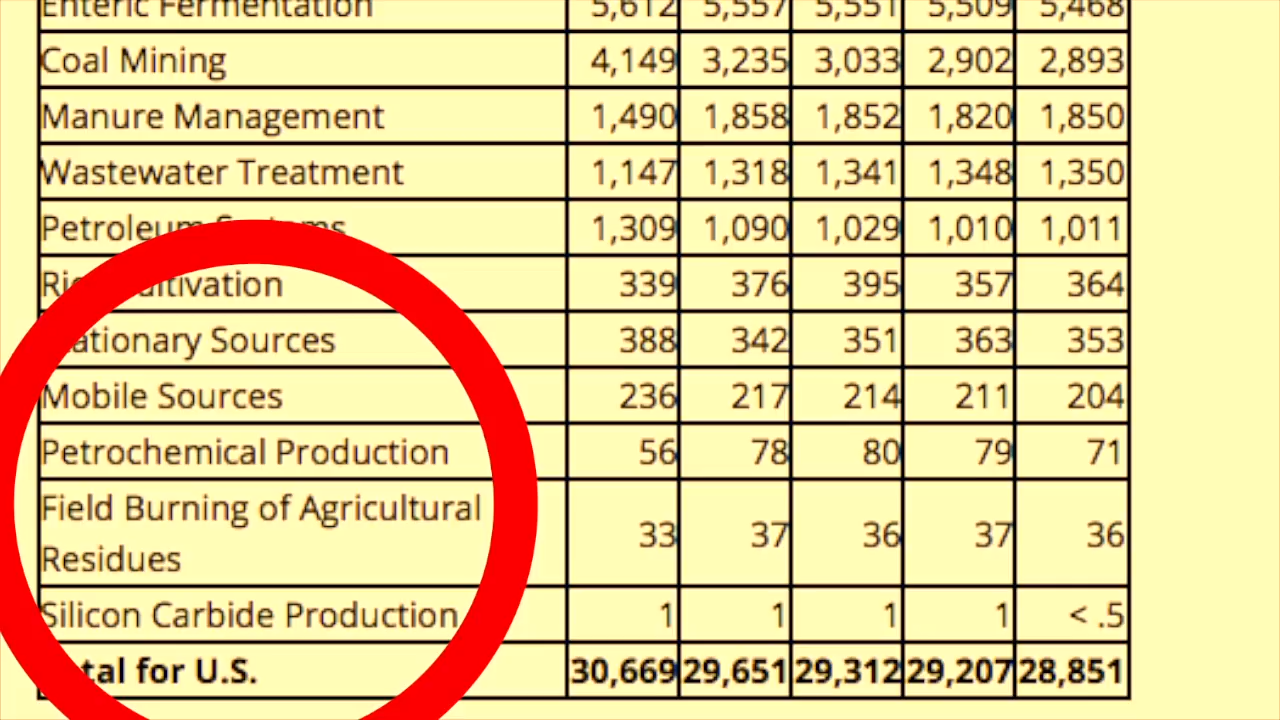 Enteric Fermentation 5,612 5,557 5,551 5,509 5,468
Coal Mining 4,149 3,235 3,033 2,902 2,893
Manure Management 1,490 1,858 1,852 1,820 1,850
Wastewater Treatment 1,147 1,318 1,341 1,348 1,350
Petroleum Systems 1,309 1,090 1,029 1,010 1,011
Rice Cultivation 339 376 395 357 364
Stationary Sources 388 342 351 363 353
Mobile Sources 236 217 214 211 204
Petrochemical Production 56 78 80 79 71
Field Burning of Agricultural
Residues 33 37 36 37 36
Silicon Carbide Production 1 1 1 1 < .5
Total for U.S. 30,669 29,651 29,312 29,207 28,851